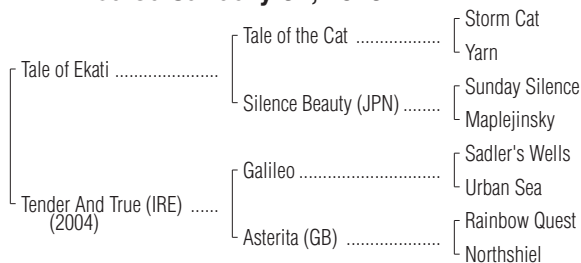 Tale of the Cat ..................
Storm Cat
Yarn
Tale of Ekati ......................
Silence Beauty (JPN) ........
Sunday Silence
Maplejinsky
Galileo ..............................
Sadler's Wells
Urban Sea
Tender And True (IRE) ......
(2004)
Asterita (GB) ....................
Rainbow Quest
Northshiel